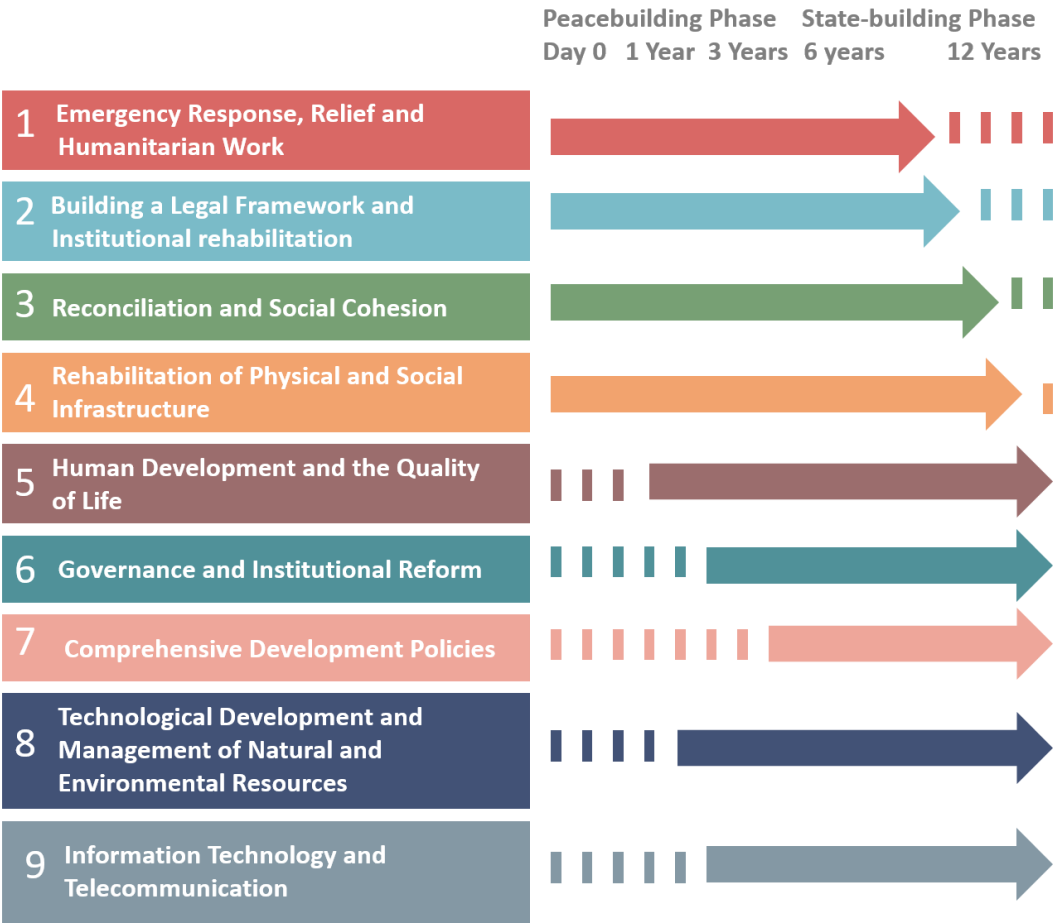 Peacebuilding Phase State-building Phase
Day 0 1 Year 3 Years 6 years 12 Years
1 Emergency Response, Relief and
Humanitarian Work
2 Building a Legal Framework and
Institutional rehabilitation
3 Reconciliation and Social Cohesion
4 Rehabilitation of Physical and Social
Infrastructure
5 Human Development and the Quality
of Life
6 Governance and Institutional Reform
7 Comprehensive Development Policies
8 Technological Development and
Management of Natural and
Environmental Resources
9 Information Technology and
Telecommunication